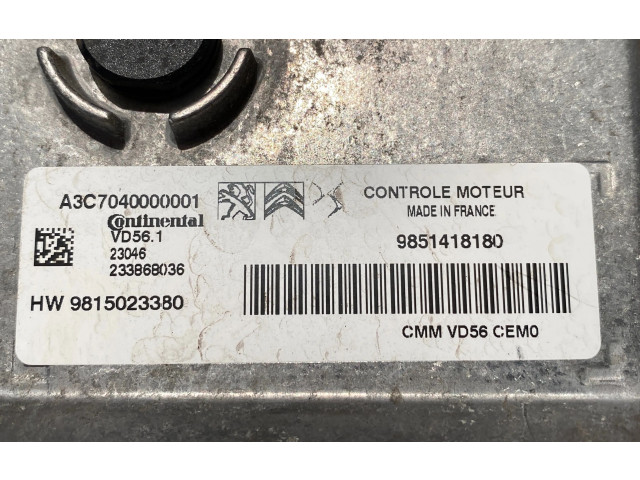 A3C7040000001
Continental
VD56.1
23046
233868036
HW 9815023380
CONTROLE MOTEUR
MADE IN FRANCE
9851418180
CMM VD56 CEM0